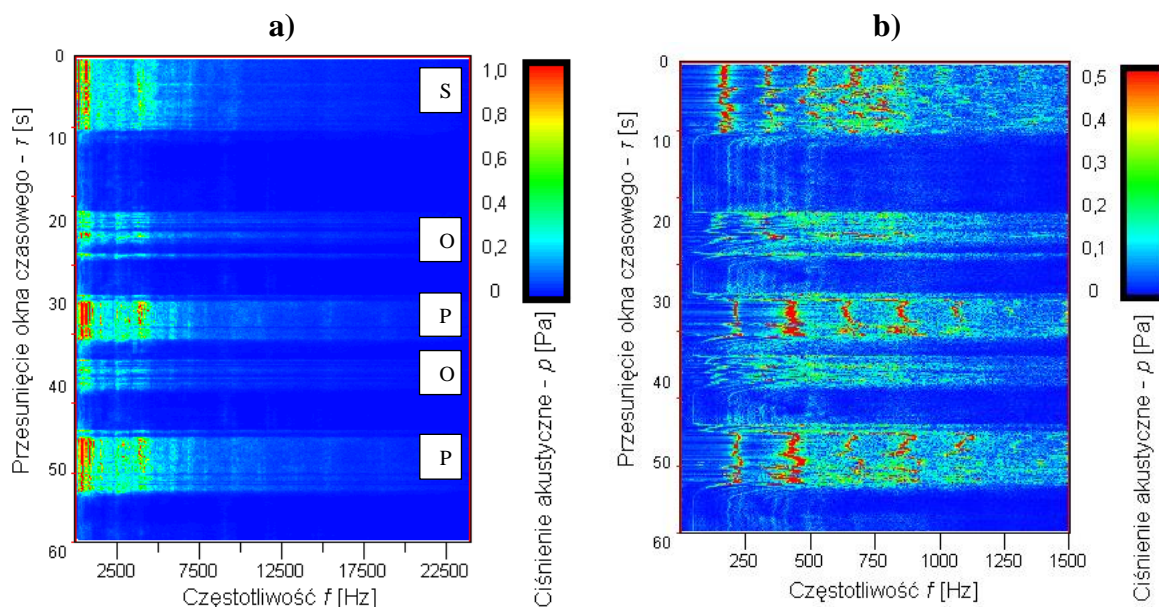 a)
Przesunięcie okna czasowego - τ [s]
0
10
20
30
40
50
60
S
O
P
O
P
2500
7500
12500
17500
22500
Częstotliwość f [Hz]
1,0
0,8
0,6
0,4
0,2
0
Ciśnienie akustyczne - p [Pa]
b)
Przesunięcie okna czasowego - τ [s]
0
10
20
30
40
50
60
250
500
750
1000
1250
1500
Częstotliwość f [Hz]
0,5
0,4
0,3
0,2
0,1
0
Ciśnienie akustyczne - p [Pa]